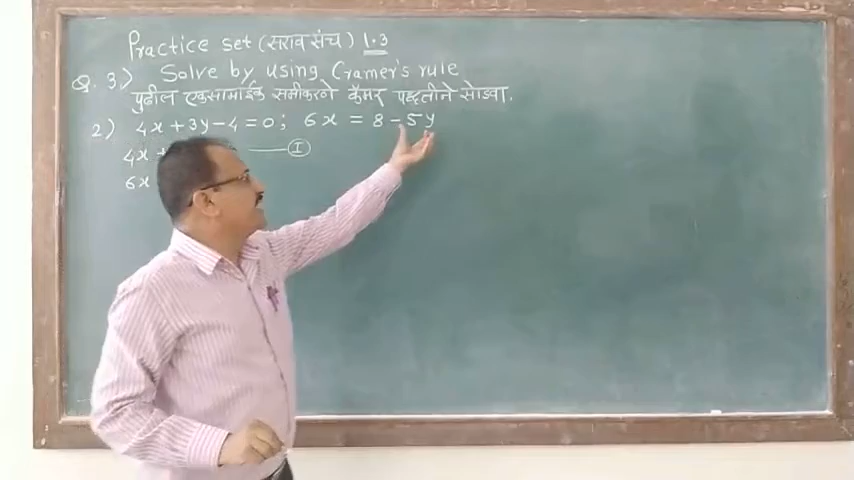 Practice set (सराव संच) 1.3
Q. 3) Solve by using Cramer's rule
पुढील एकसामाईक समीकरणे क्रॅमर पद्धतीने सोडवा.
2) 4x + 3y - 4 = 0 ; 6x = 8 - 5y
4x + —— I
6x